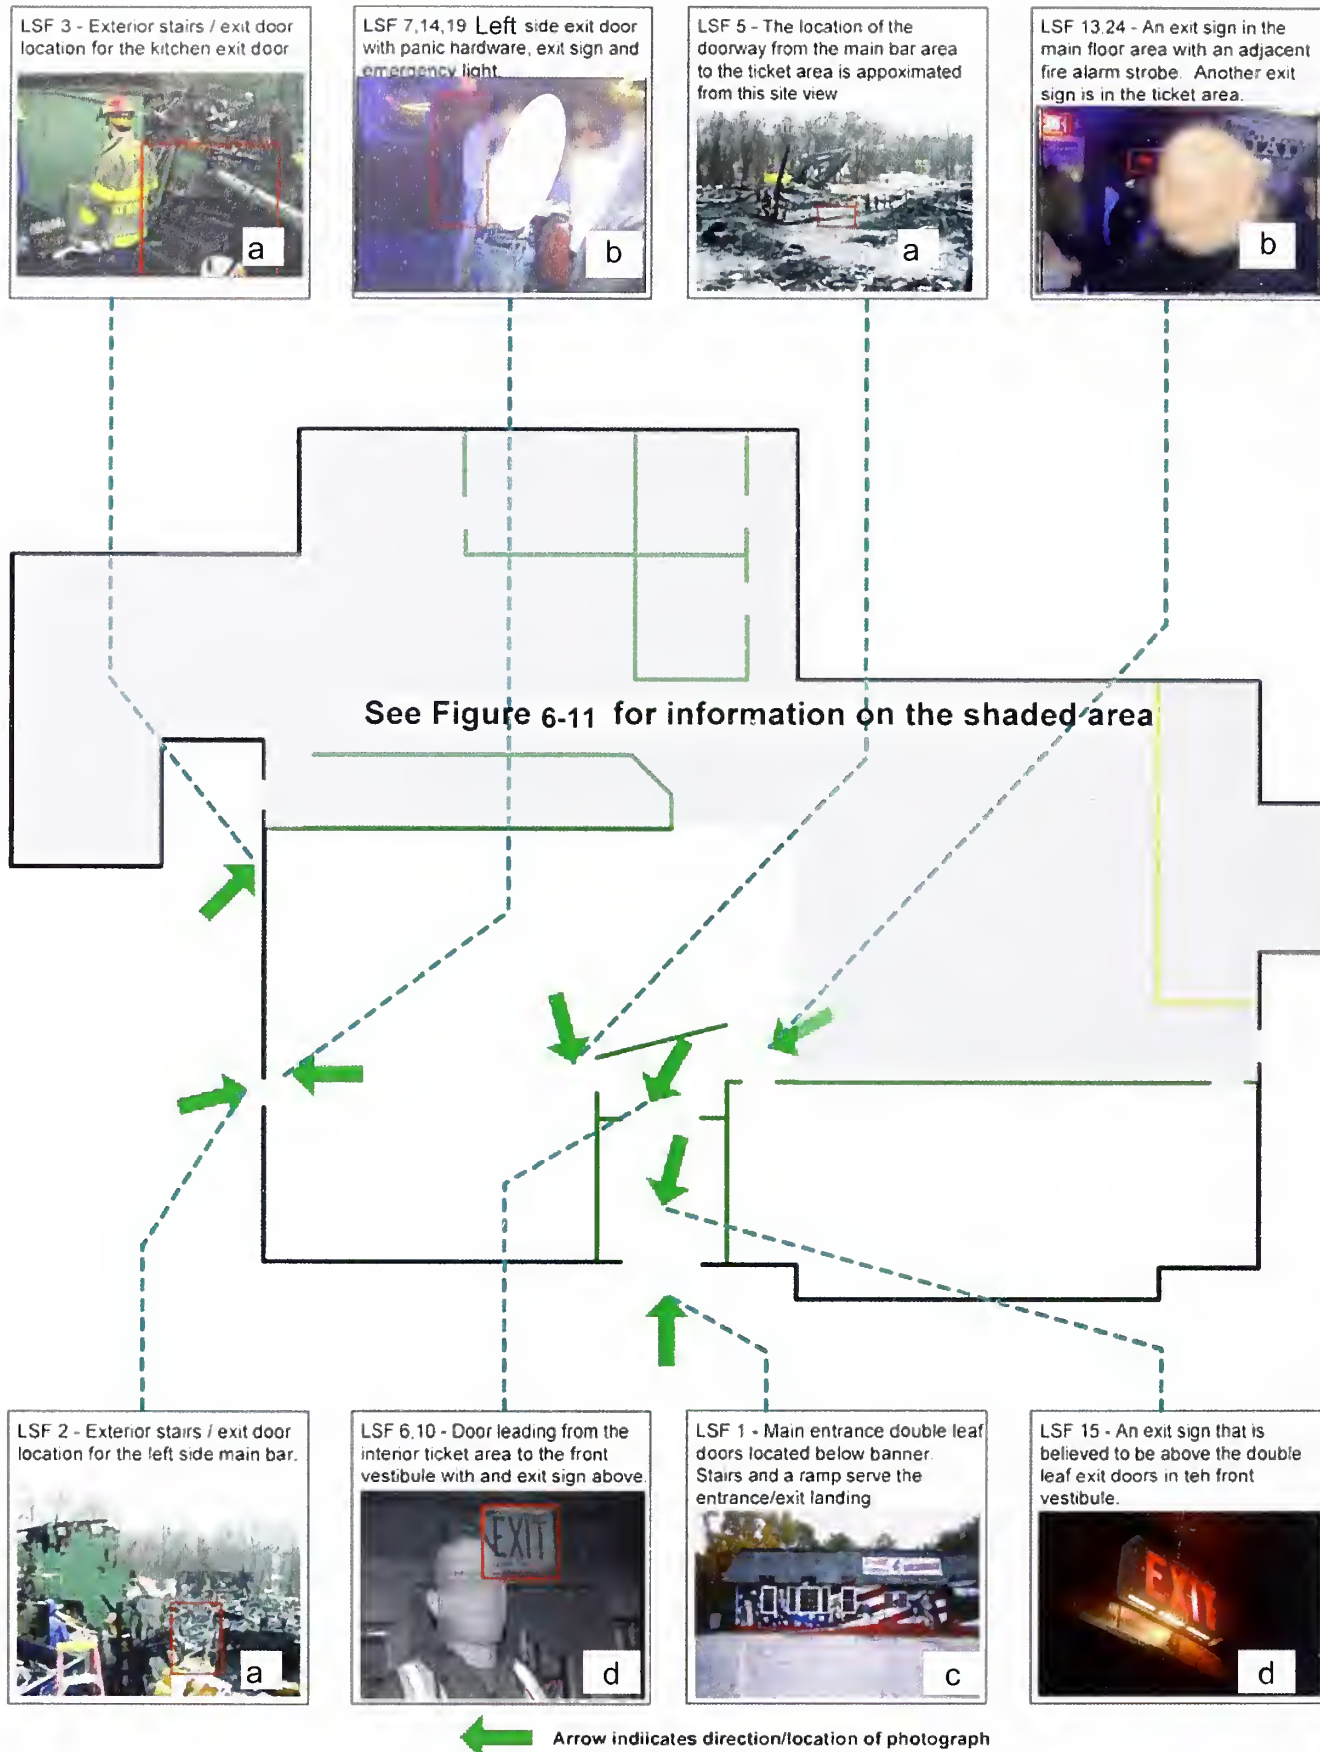 LSF 3 - Exterior stairs / exit door
location for the kitchen exit door
a
LSF 7,14,19 Left side exit door
with panic hardware, exit sign and
emergency light.
b
LSF 5 - The location of the
doorway from the main bar area
to the ticket area is appoximated
from this site view
a
LSF 13,24 - An exit sign in the
main floor area with an adjacent
fire alarm strobe. Another exit
sign is in the ticket area.
b
See Figure 6-11 for information on the shaded area
LSF 2 - Exterior stairs / exit door
location for the left side main bar.
a
LSF 6,10 - Door leading from the
interior ticket area to the front
vestibule with and exit sign above.
EXIT
d
LSF 1 - Main entrance double leaf
doors located below banner.
Stairs and a ramp serve the
entrance/exit landing
c
LSF 15 - An exit sign that is
believed to be above the double
leaf exit doors in teh front
vestibule.
EXIT
d
Arrow indiicates direction/location of photograph